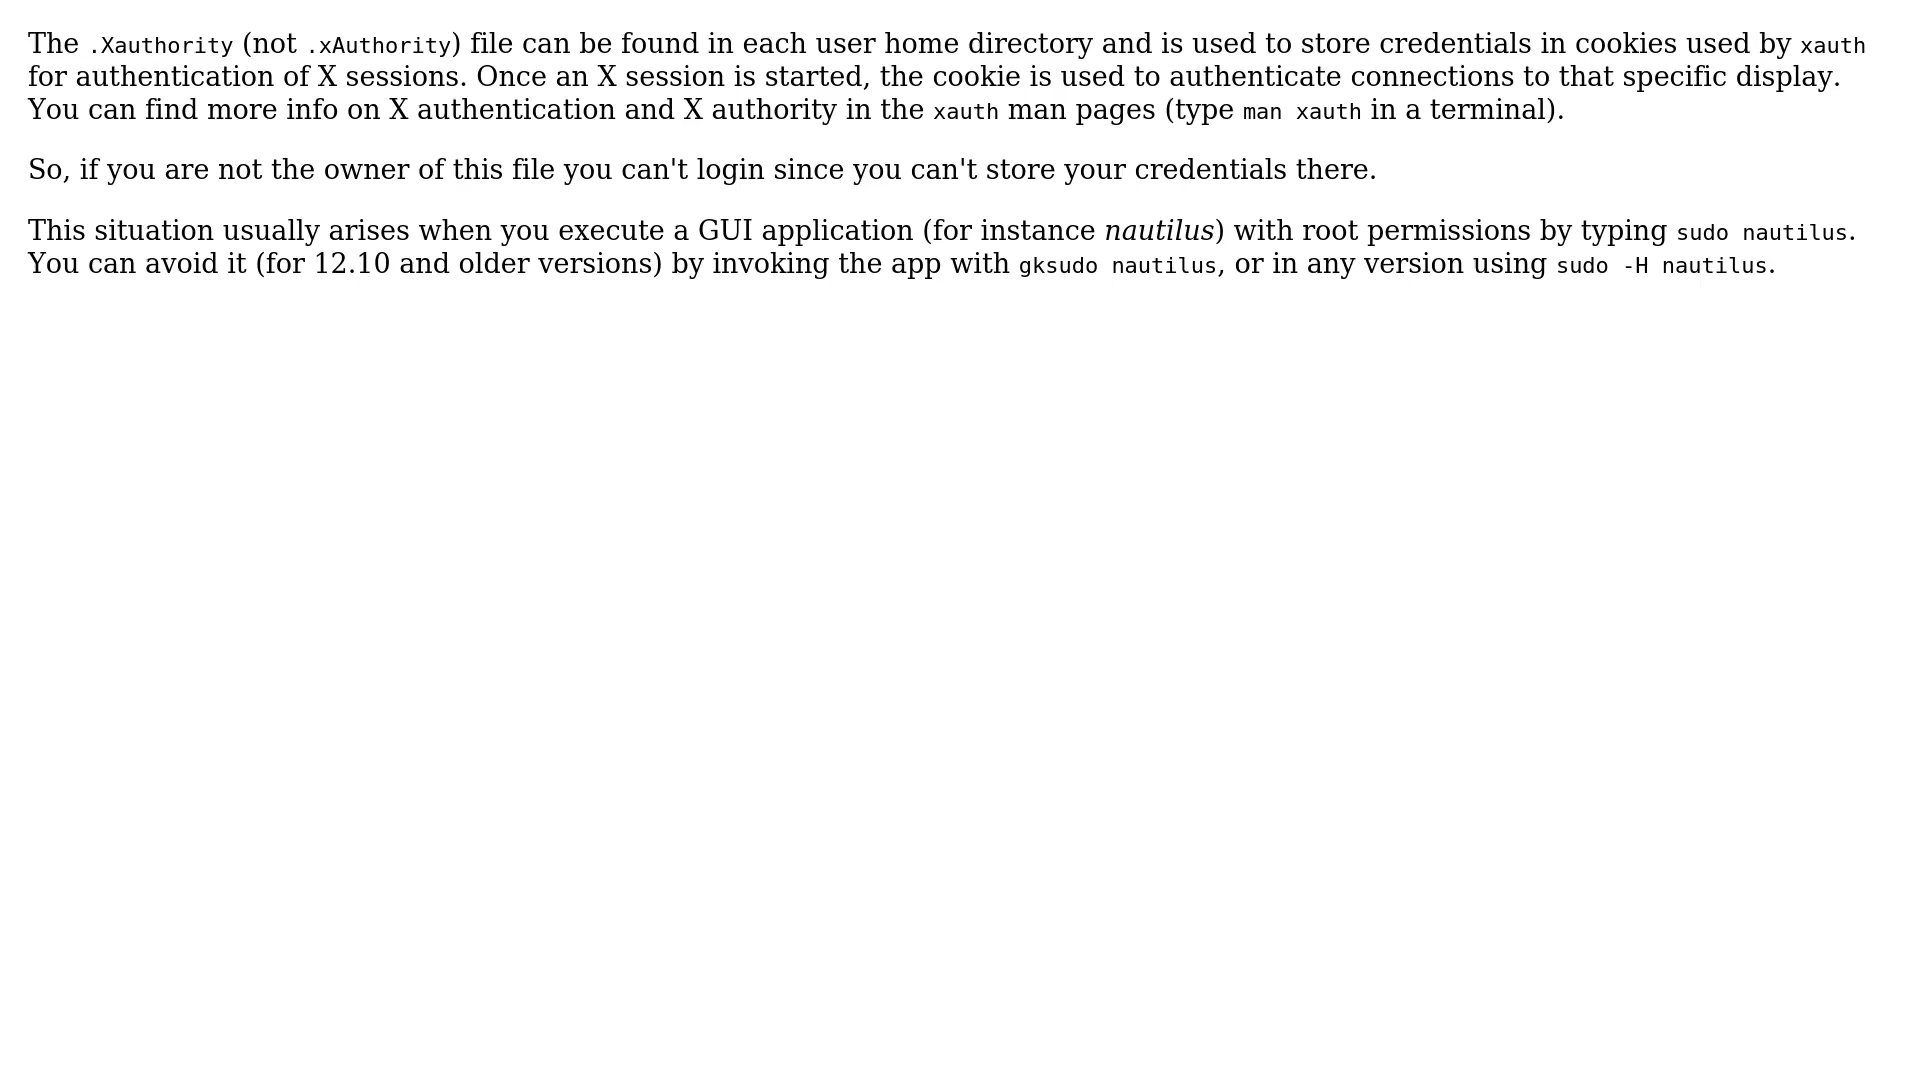 The .Xauthority (not .xAuthority) file can be found in each user home directory and is used to store credentials in cookies used by xauth
for authentication of X sessions. Once an X session is started, the cookie is used to authenticate connections to that specific display.
You can find more info on X authentication and X authority in the xauth man pages (type man xauth in a terminal).
So, if you are not the owner of this file you can't login since you can't store your credentials there.
This situation usually arises when you execute a GUI application (for instance nautilus) with root permissions by typing sudo nautilus.
You can avoid it (for 12.10 and older versions) by invoking the app with gksudo nautilus, or in any version using sudo -H nautilus.